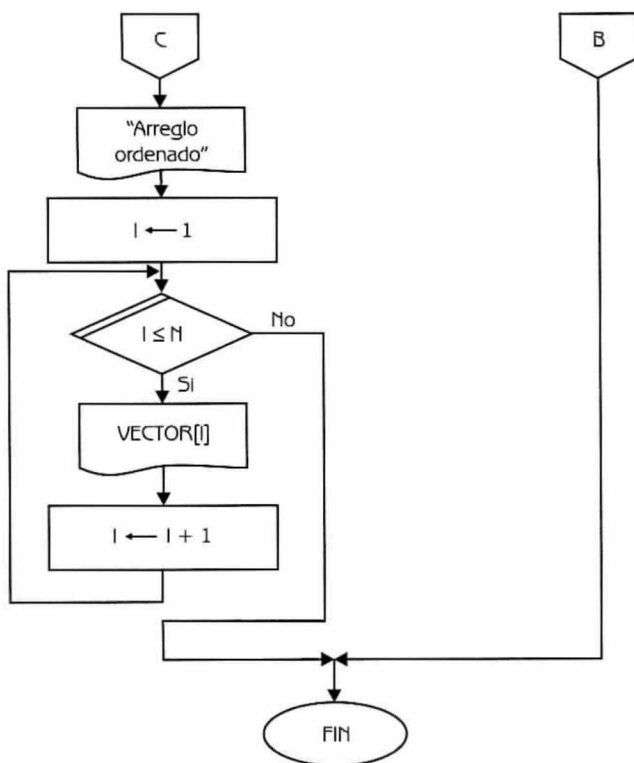 C
B
"Arreglo
ordenado"
I ← 1
I ≤ N
No
Si
VECTOR[I]
I ← I + 1
FIN